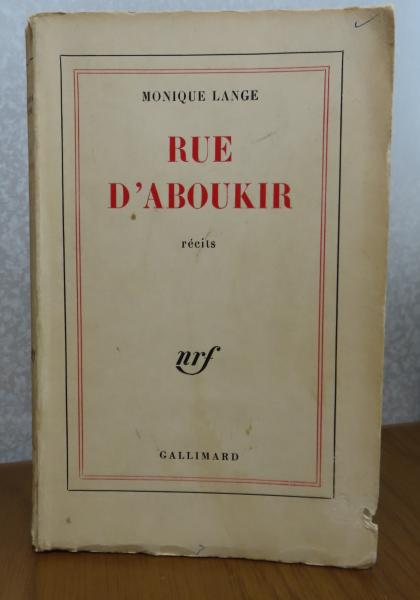 MONIQUE LANGE
RUE
D'ABOUKIR
récits
nrf
GALLIMARD